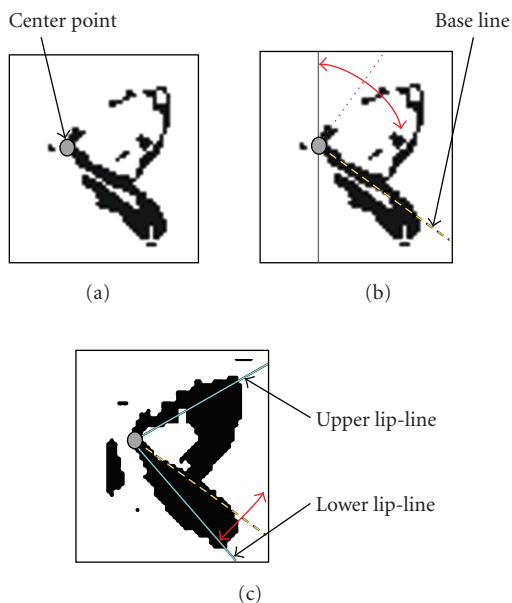 Center point
Base line
(a)
(b)
Upper lip-line
Lower lip-line
(c)